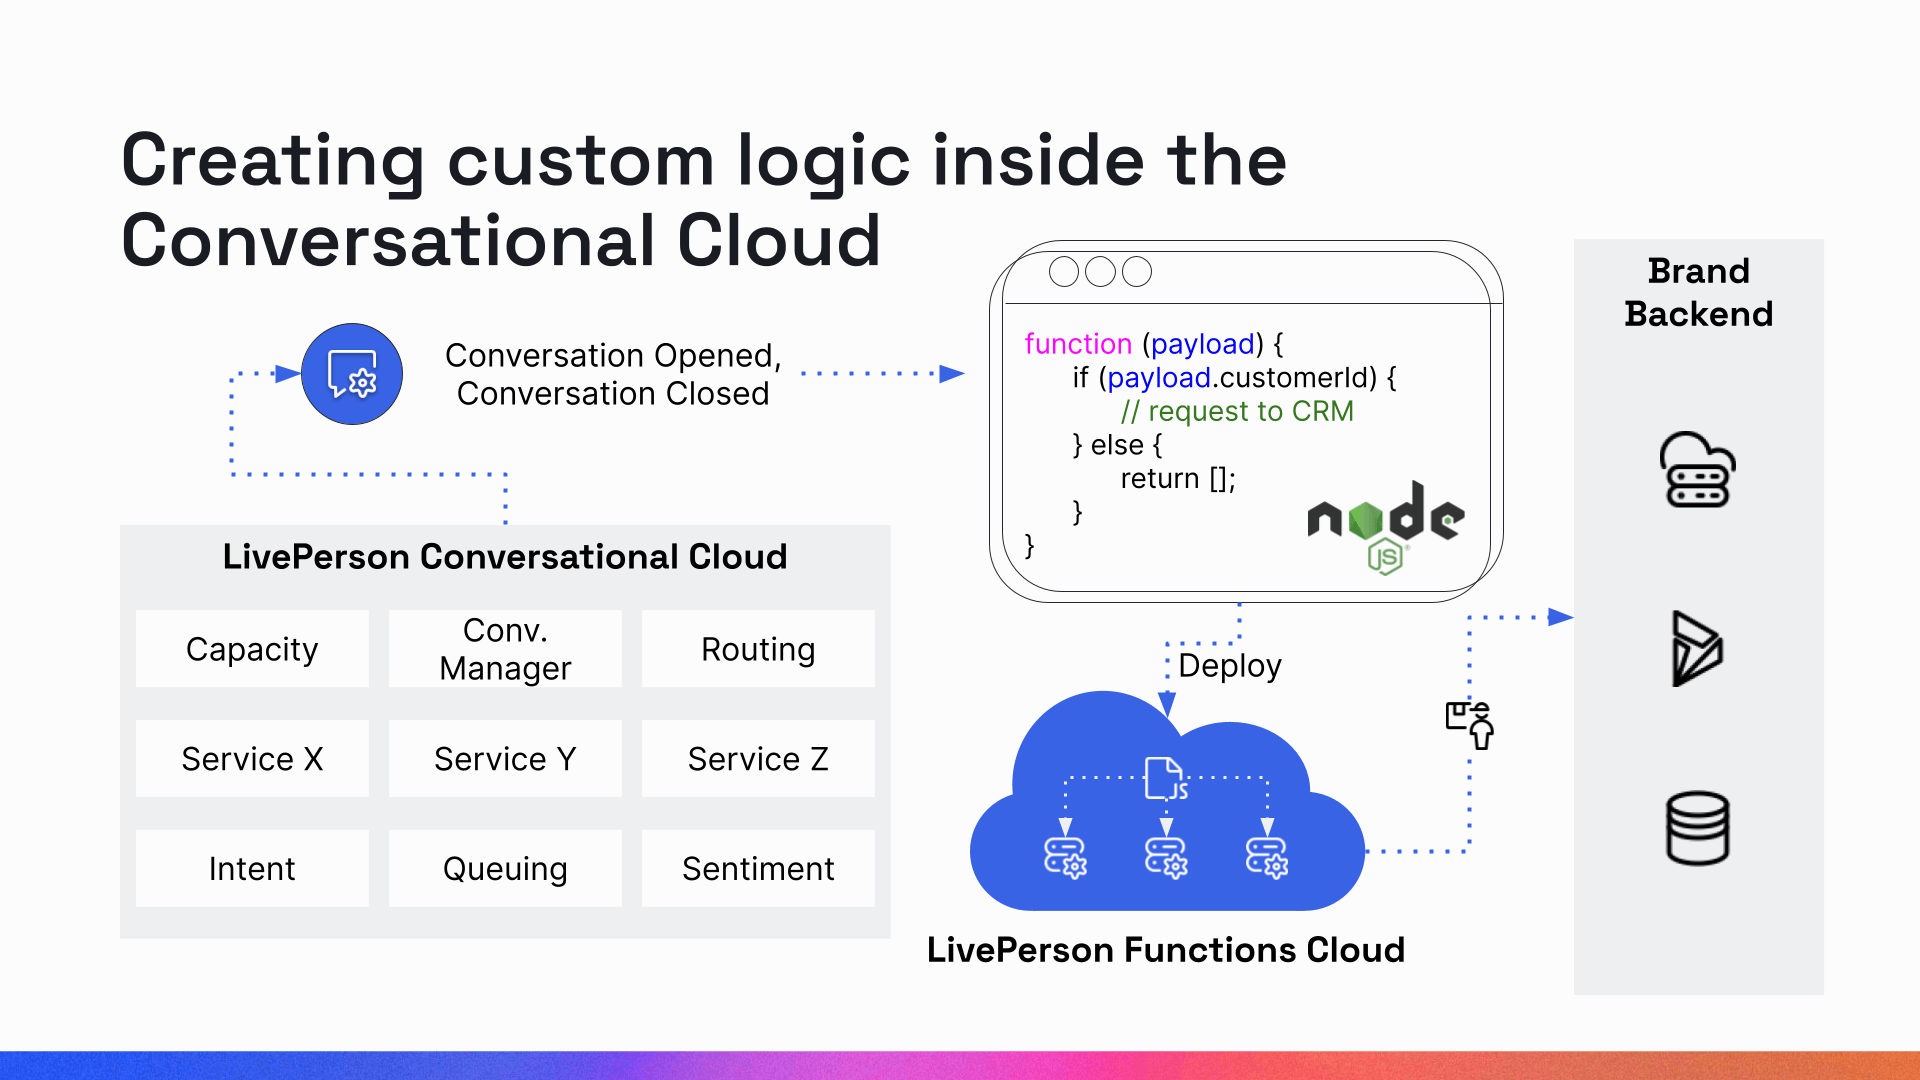 Creating custom logic inside the
Conversational Cloud
Conversation Opened,
Conversation Closed
function (payload) {
if (payload.customerId) {
// request to CRM
} else {
return [];
}
}
node
JS
Brand
Backend
LivePerson Conversational Cloud
Capacity
Conv.
Manager
Routing
Service X
Service Y
Service Z
Intent
Queuing
Sentiment
Deploy
JS
LivePerson Functions Cloud